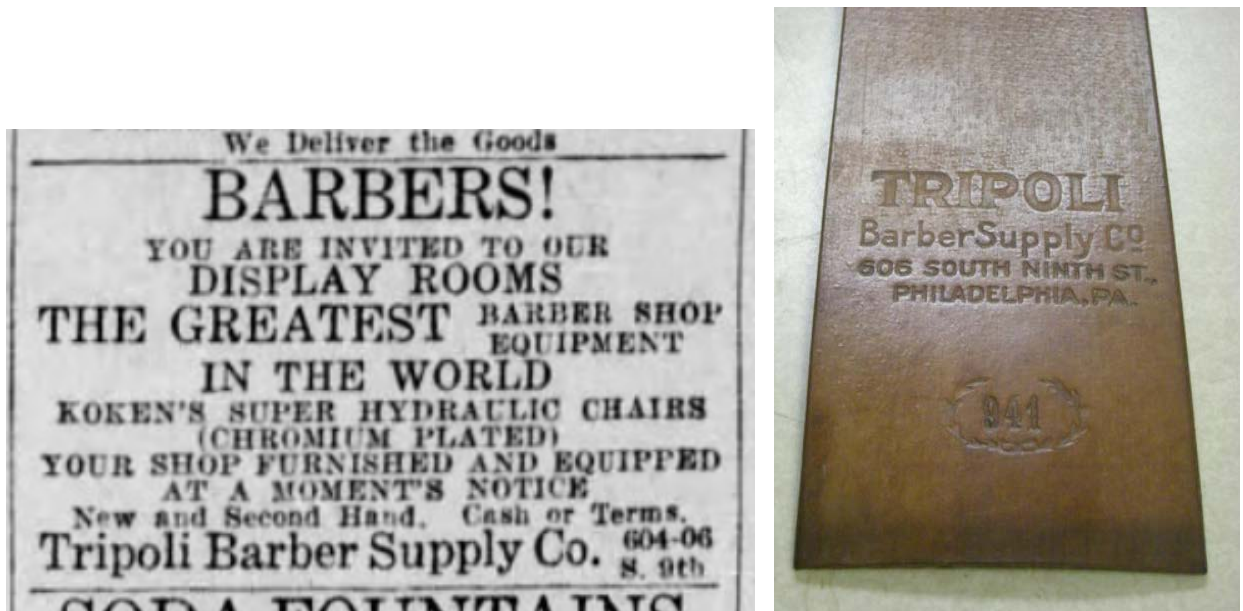 We Deliver the Goods
BARBERS!
YOU ARE INVITED TO OUR
DISPLAY ROOMS
THE GREATEST BARBER SHOP
EQUIPMENT
IN THE WORLD
KOKEN'S SUPER HYDRAULIC CHAIRS
(CHROMIUM PLATED)
YOUR SHOP FURNISHED AND EQUIPPED
AT A MOMENT'S NOTICE
New and Second Hand. Cash or Terms.
Tripoli Barber Supply Co. 604-06
S. 9th
SODA FOUNTAINS
TRIPOLI
Barber Supply Co
606 SOUTH NINTH ST.,
PHILADELPHIA, PA.
941